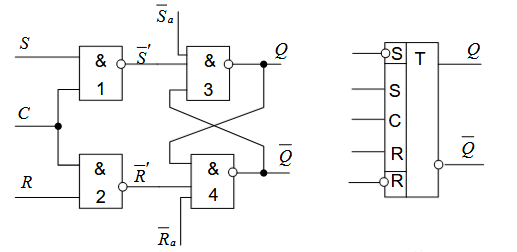 S̅a
S & S̅′ & Q
1 3
C
R & R̅′ & Q̅
2 4
R̅a
S T Q
S
C
R Q̅
R